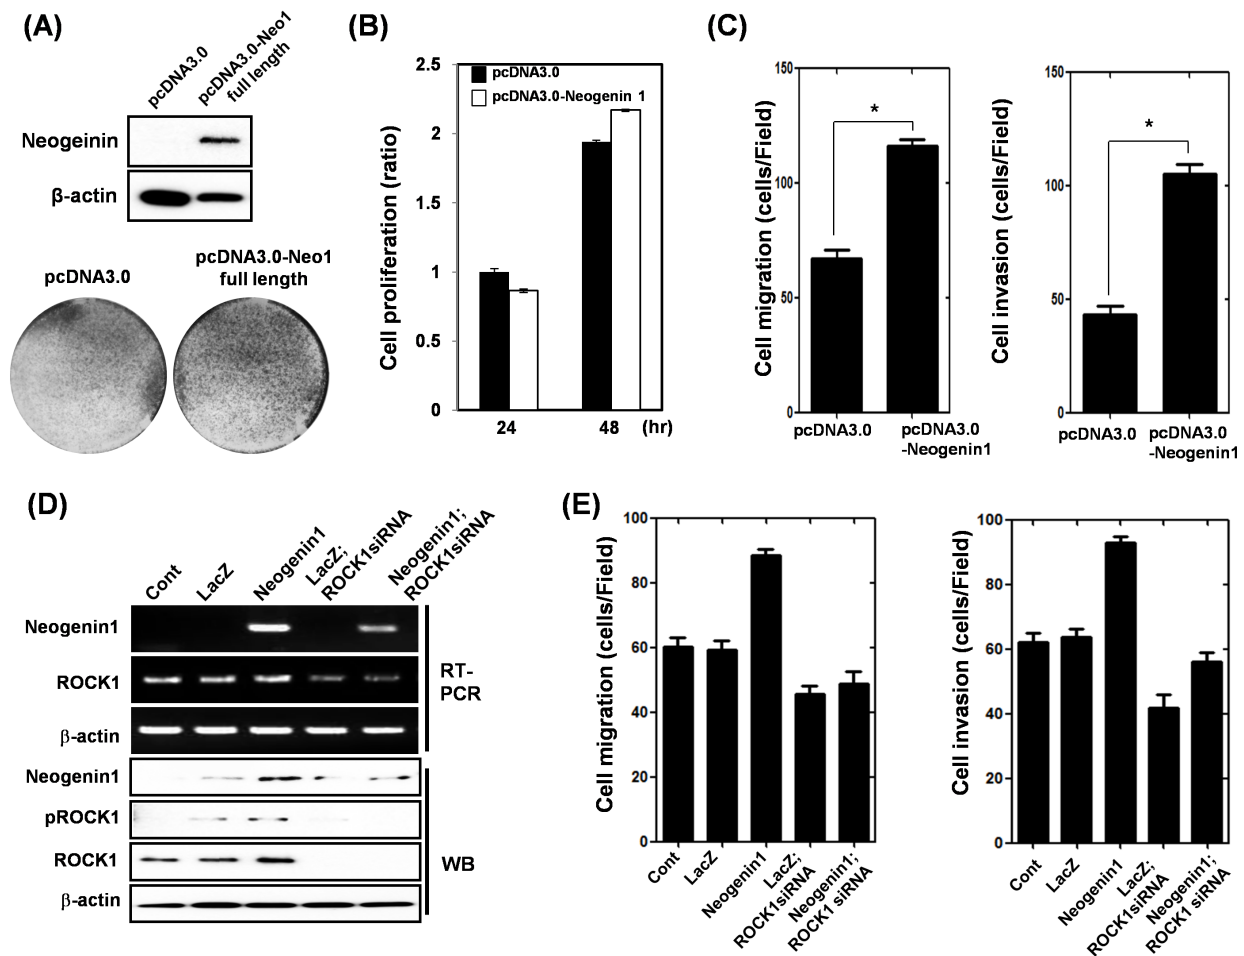 (A)
pcDNA3.0
pcDNA3.0-Neo1
full length
Neogeinin
β-actin
pcDNA3.0
pcDNA3.0-Neo1
full length
(B)
Cell proliferation (ratio)
2.5
2
1.5
1
0.5
0
pcDNA3.0
pcDNA3.0-Neogenin 1
24
48
(hr)
(C)
Cell migration (cells/Field)
150
100
50
0
*
pcDNA3.0
pcDNA3.0
-Neogenin1
Cell invasion (cells/Field)
150
100
50
0
*
pcDNA3.0
pcDNA3.0
-Neogenin1
(D)
Cont
LacZ
Neogenin1
LacZ;
ROCK1siRNA
Neogenin1;
ROCK1siRNA
Neogenin1
ROCK1
β-actin
RT-
PCR
Neogenin1
pROCK1
ROCK1
β-actin
WB
(E)
Cell migration (cells/Field)
100
80
60
40
20
0
Cont
LacZ
Neogenin1
LacZ;
ROCK1siRNA
Neogenin1;
ROCK1 siRNA
Cell invasion (cells/Field)
100
80
60
40
20
0
Cont
LacZ
Neogenin1
LacZ;
ROCK1siRNA
Neogenin1;
ROCK1 siRNA